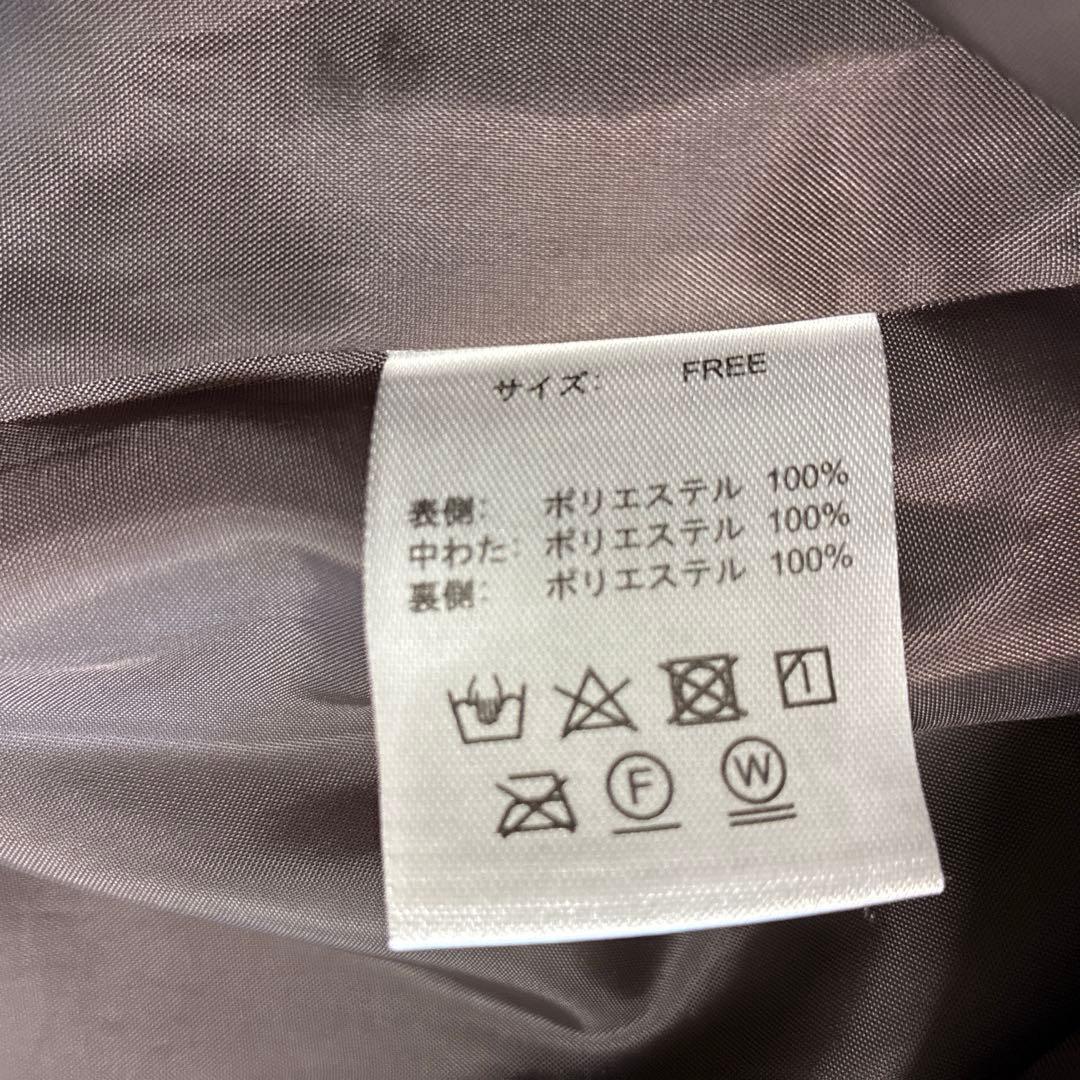 サイズ: FREE
表側: ポリエステル 100%
中わた: ポリエステル 100%
裏側: ポリエステル 100%
F W